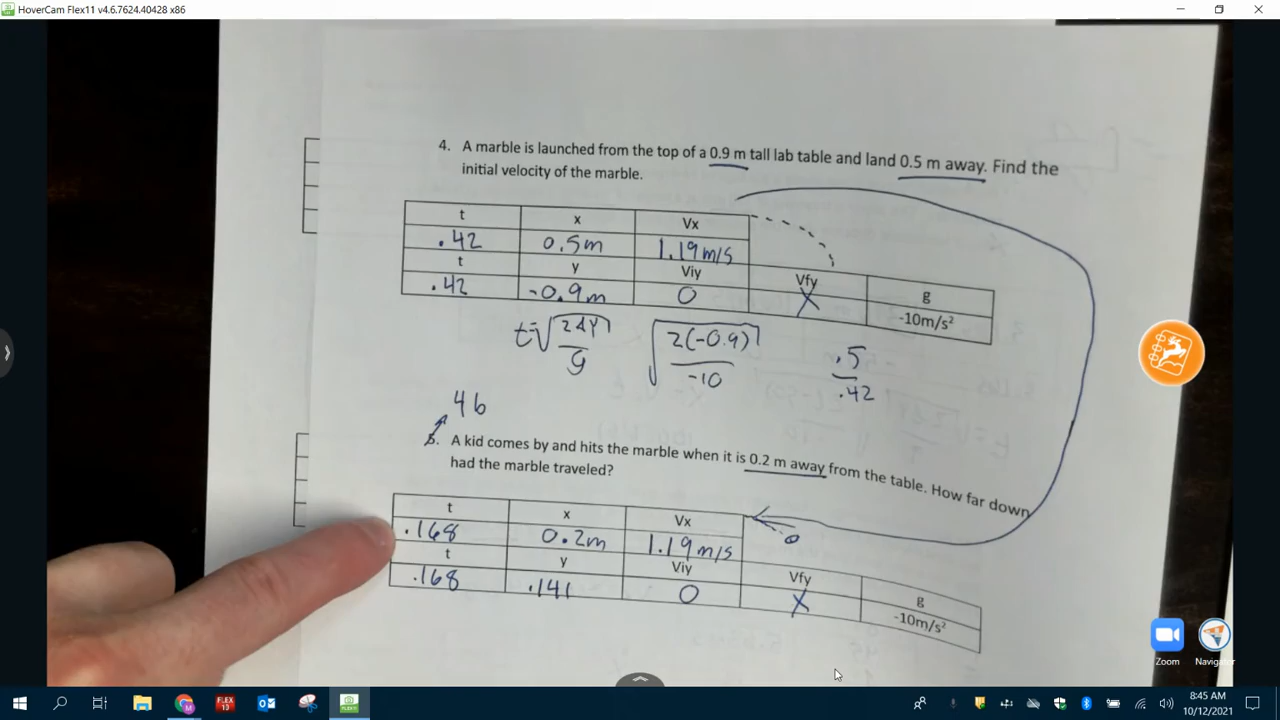 HoverCam Flex11 v4.6.7624.40428 x86
4. A marble is launched from the top of a 0.9 m tall lab table and land 0.5 m away. Find the
initial velocity of the marble.
t x Vx
.42 0.5m 1.19m/s
t y Viy Vfy g
.42 -0.9m 0 X -10m/s²
t=√2ΔY/g √2(-0.9)/-10 .5/.42
4b
5. A kid comes by and hits the marble when it is 0.2 m away from the table. How far down
had the marble traveled?
t x Vx
.168 0.2m 1.19m/s
t y Viy Vfy g
.168 .141 0 X -10m/s²
Zoom Navigator
8:45 AM
10/12/2021